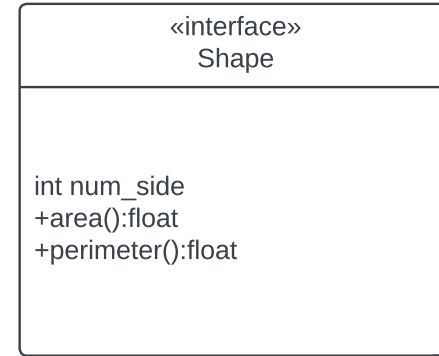 «interface»
Shape
int num_side
+area():float
+perimeter():float